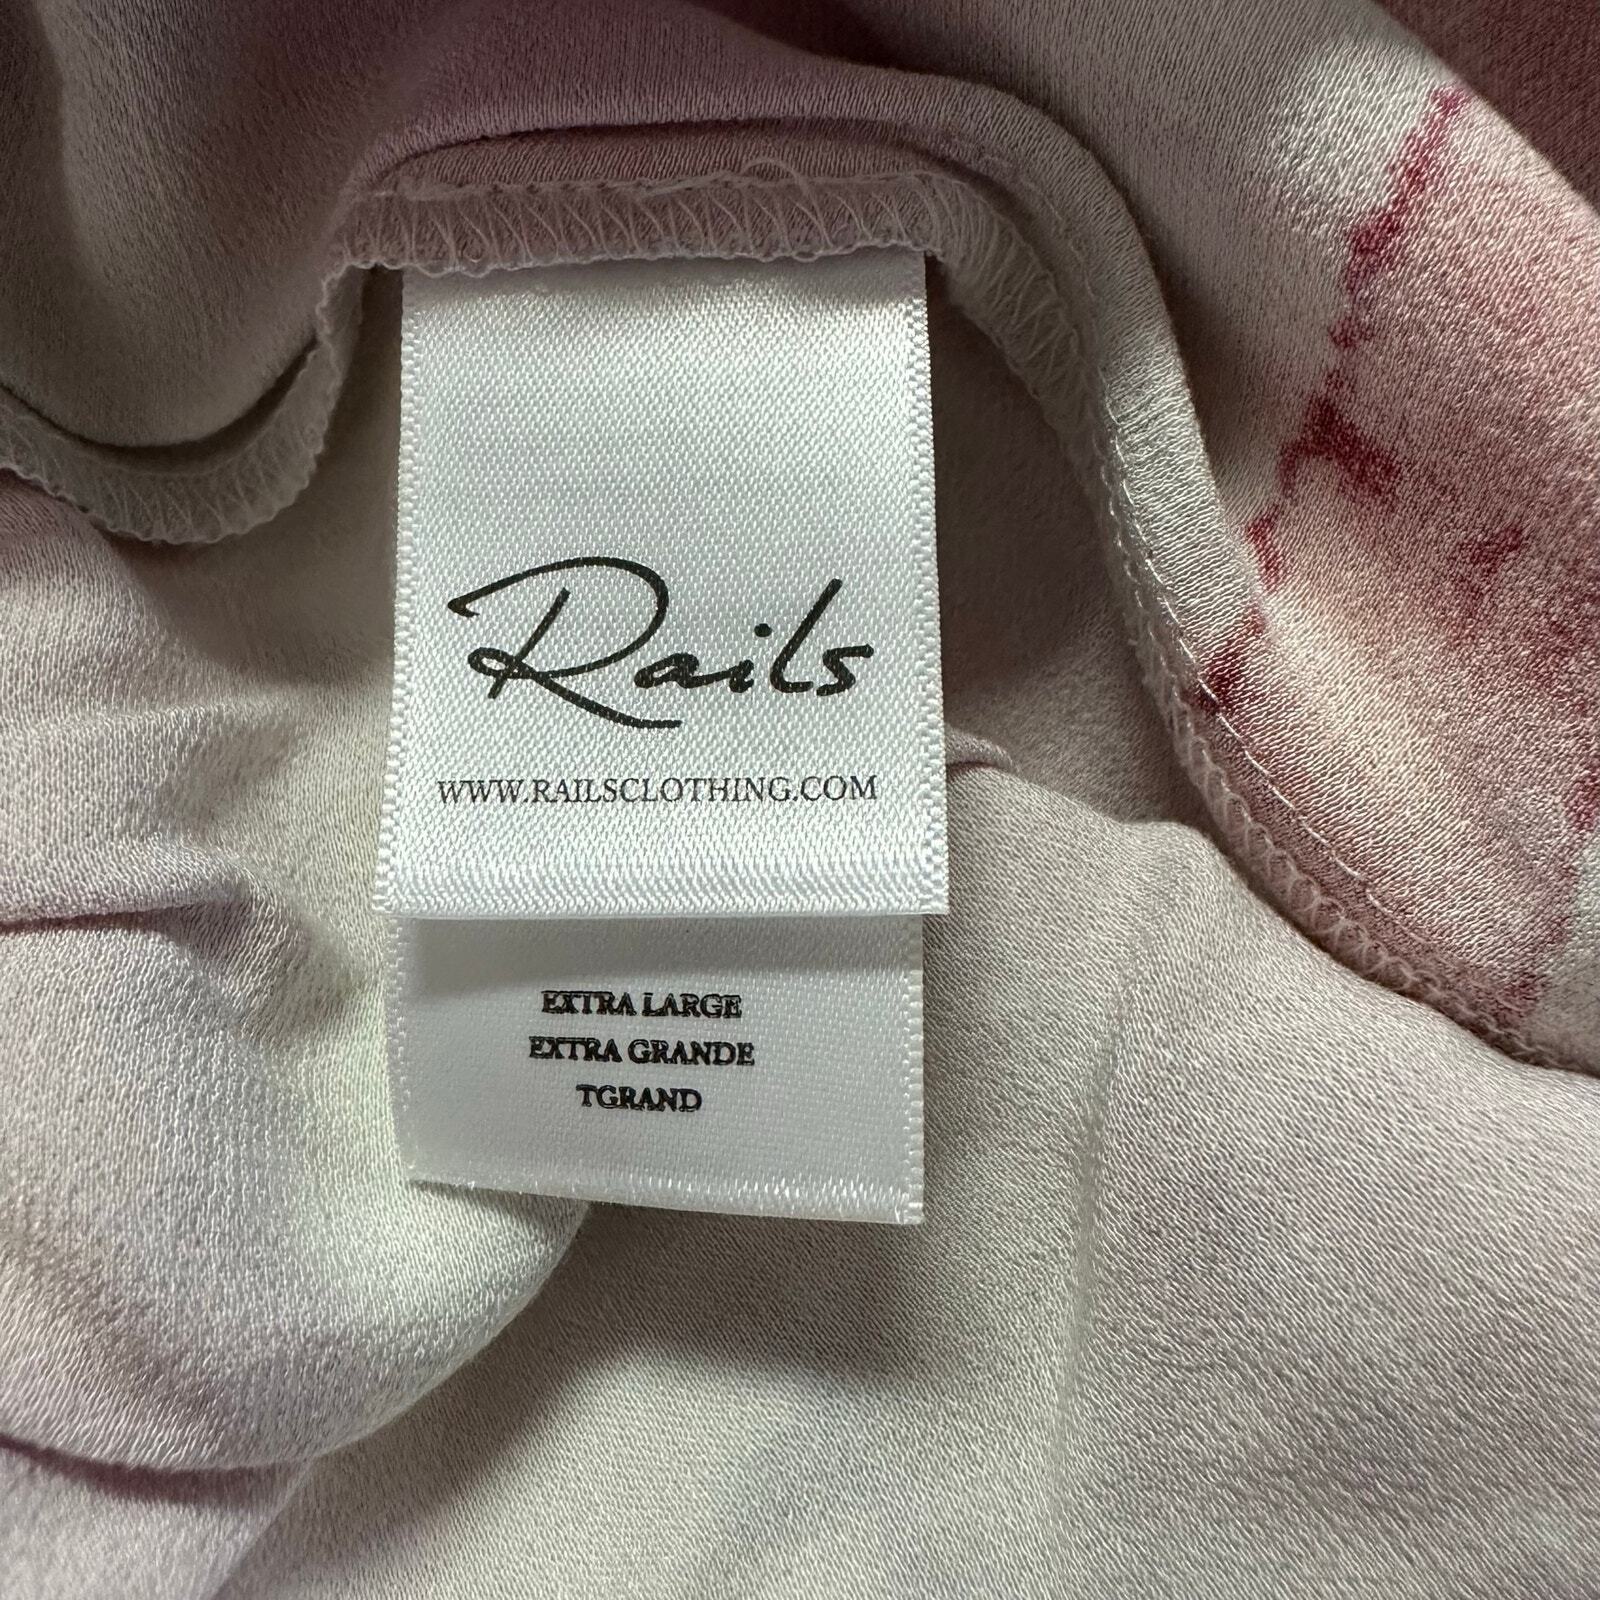 Rails
WWW.RAILSCLOTHING.COM
EXTRA LARGE
EXTRA GRANDE
TGRAND